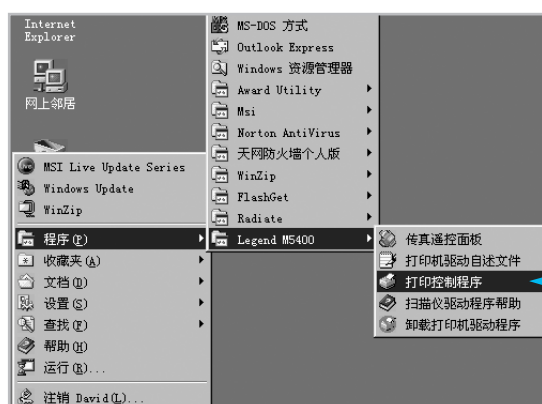 Internet
Explorer
网上邻居
MSI Live Update Series
Windows Update
WinZip
程序(P)
收藏夹(A)
文档(D)
设置(S)
查找(F)
帮助(H)
运行(R)...
注销 David(L)...
MS-DOS 方式
Outlook Express
Windows 资源管理器
Award Utility
Msi
Norton AntiVirus
天网防火墙个人版
WinZip
FlashGet
Radiate
Legend M5400
传真遥控面板
打印机驱动自述文件
打印控制程序
扫描仪驱动程序帮助
卸载打印机驱动程序